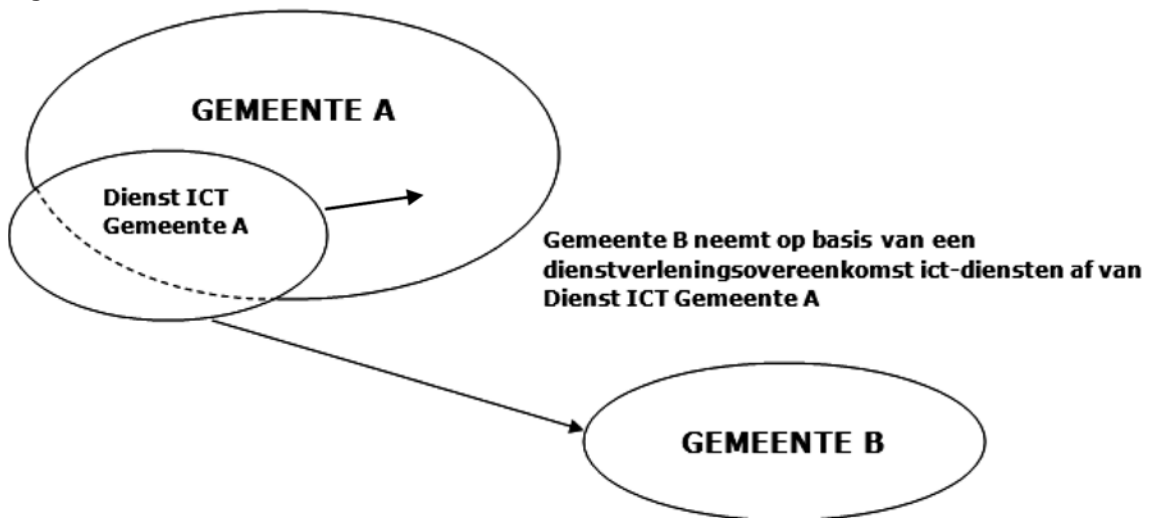 GEMEENTE A
Dienst ICT
Gemeente A
Gemeente B neemt op basis van een
dienstverleningsovereenkomst ict-diensten af van
Dienst ICT Gemeente A
GEMEENTE B